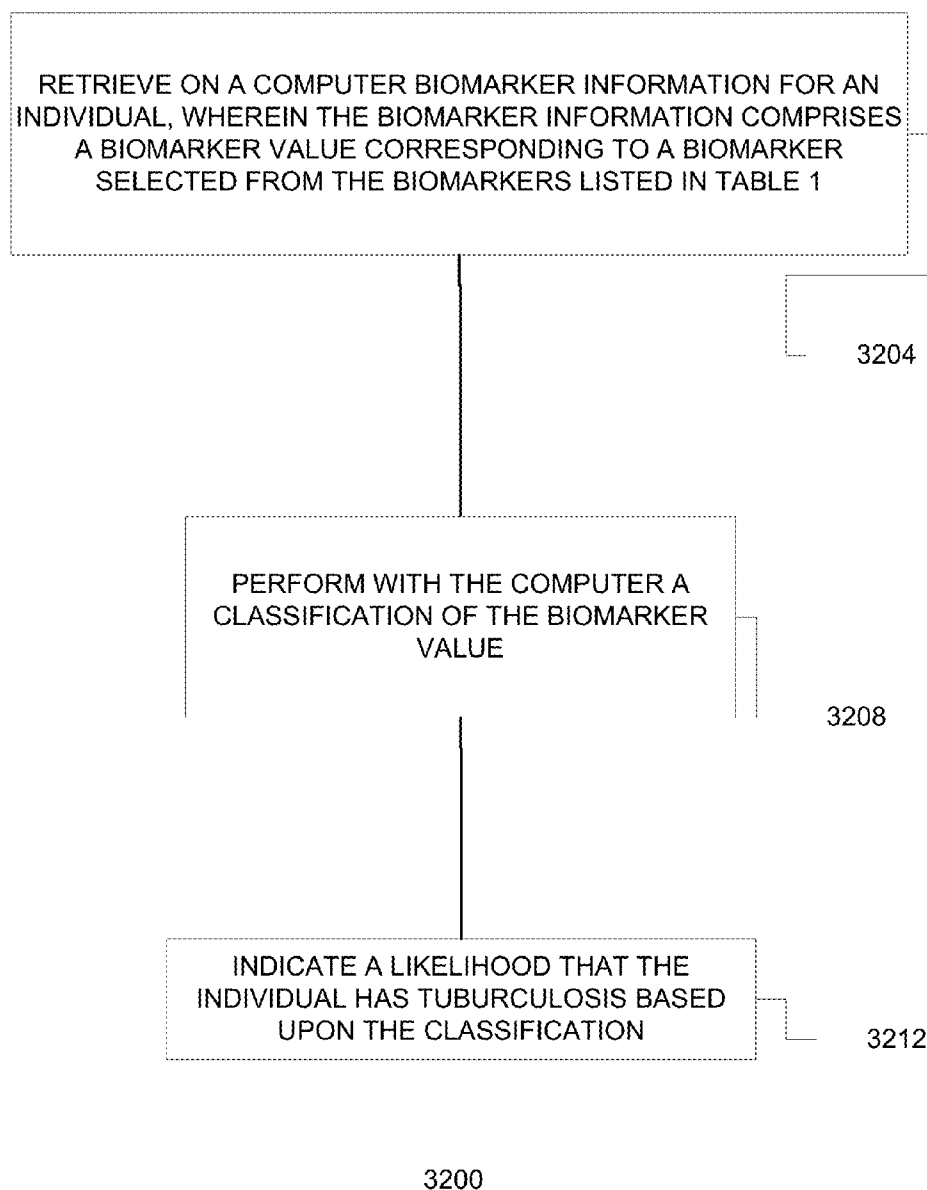 RETRIEVE ON A COMPUTER BIOMARKER INFORMATION FOR AN
INDIVIDUAL, WHEREIN THE BIOMARKER INFORMATION COMPRISES
A BIOMARKER VALUE CORRESPONDING TO A BIOMARKER
SELECTED FROM THE BIOMARKERS LISTED IN TABLE 1
3204
PERFORM WITH THE COMPUTER A
CLASSIFICATION OF THE BIOMARKER
VALUE
3208
INDICATE A LIKELIHOOD THAT THE
INDIVIDUAL HAS TUBURCULOSIS BASED
UPON THE CLASSIFICATION
3212
3200